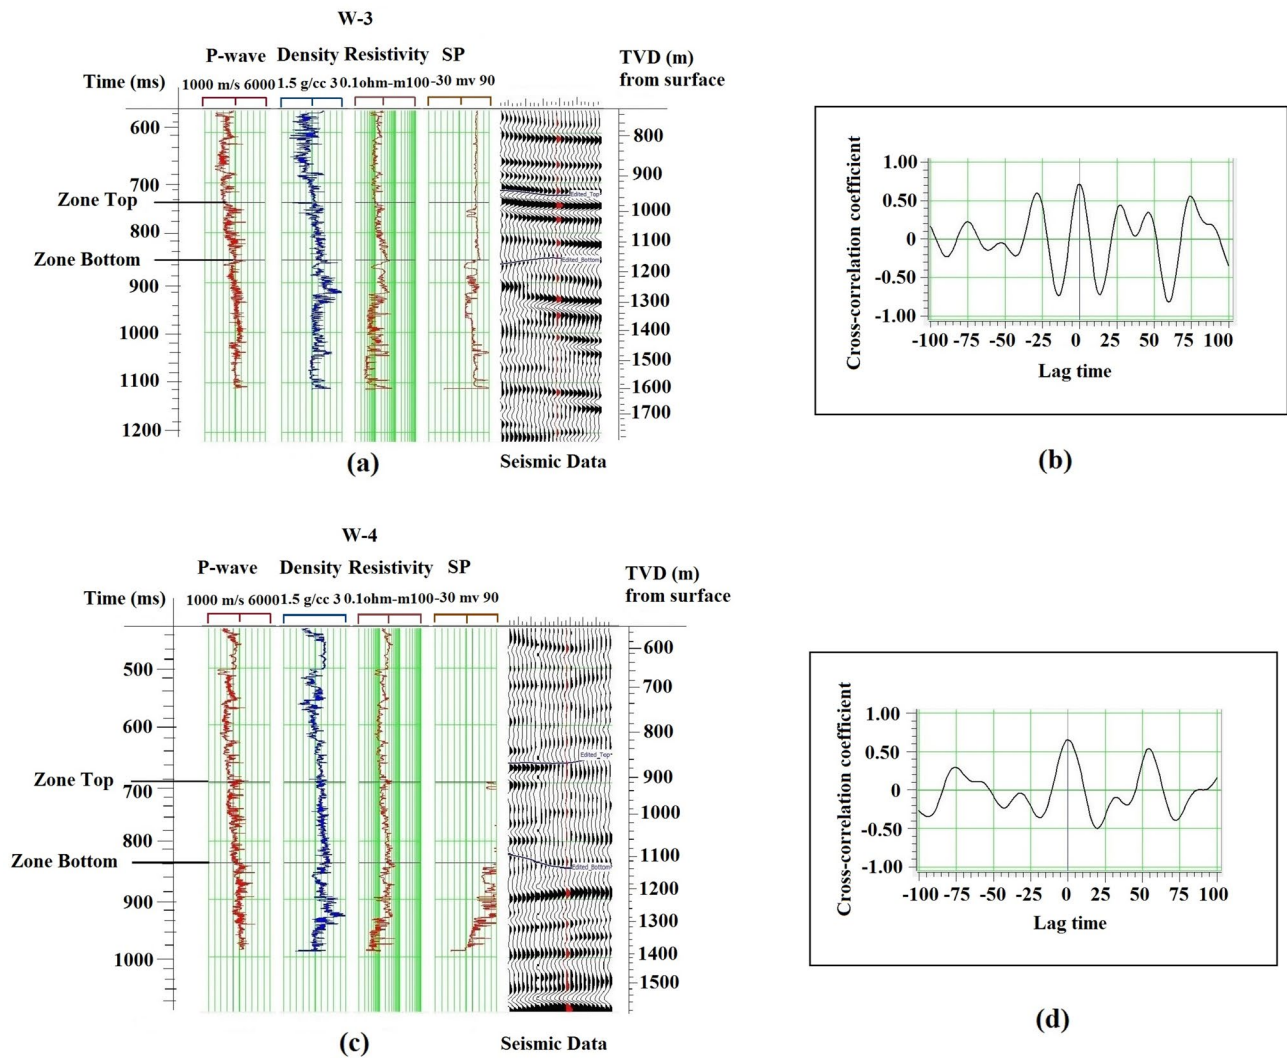 W-3
P-wave Density Resistivity SP
TVD (m)
from surface
Time (ms) 1000 m/s 6000 1.5 g/cc 3 0.1ohm-m100 -30 mv 90
600
700
Zone Top
800
Zone Bottom
900
1000
1100
1200
Edited_Top
Edited_Bottom
800
900
1000
1100
1200
1300
1400
1500
1600
1700
(a)
Seismic Data
Cross-correlation coefficient
1.00
0.50
0
-0.50
-1.00
-100 -75 -50 -25 0 25 50 75 100
Lag time
(b)
W-4
P-wave Density Resistivity SP
TVD (m)
from surface
Time (ms) 1000 m/s 6000 1.5 g/cc 3 0.1ohm-m100 -30 mv 90
500
600
Zone Top
700
800
Zone Bottom
900
1000
Edited_Top
Edited_Bottom
600
700
800
900
1000
1100
1200
1300
1400
1500
(c)
Seismic Data
Cross-correlation coefficient
1.00
0.50
0
-0.50
-1.00
-100 -75 -50 -25 0 25 50 75 100
Lag time
(d)